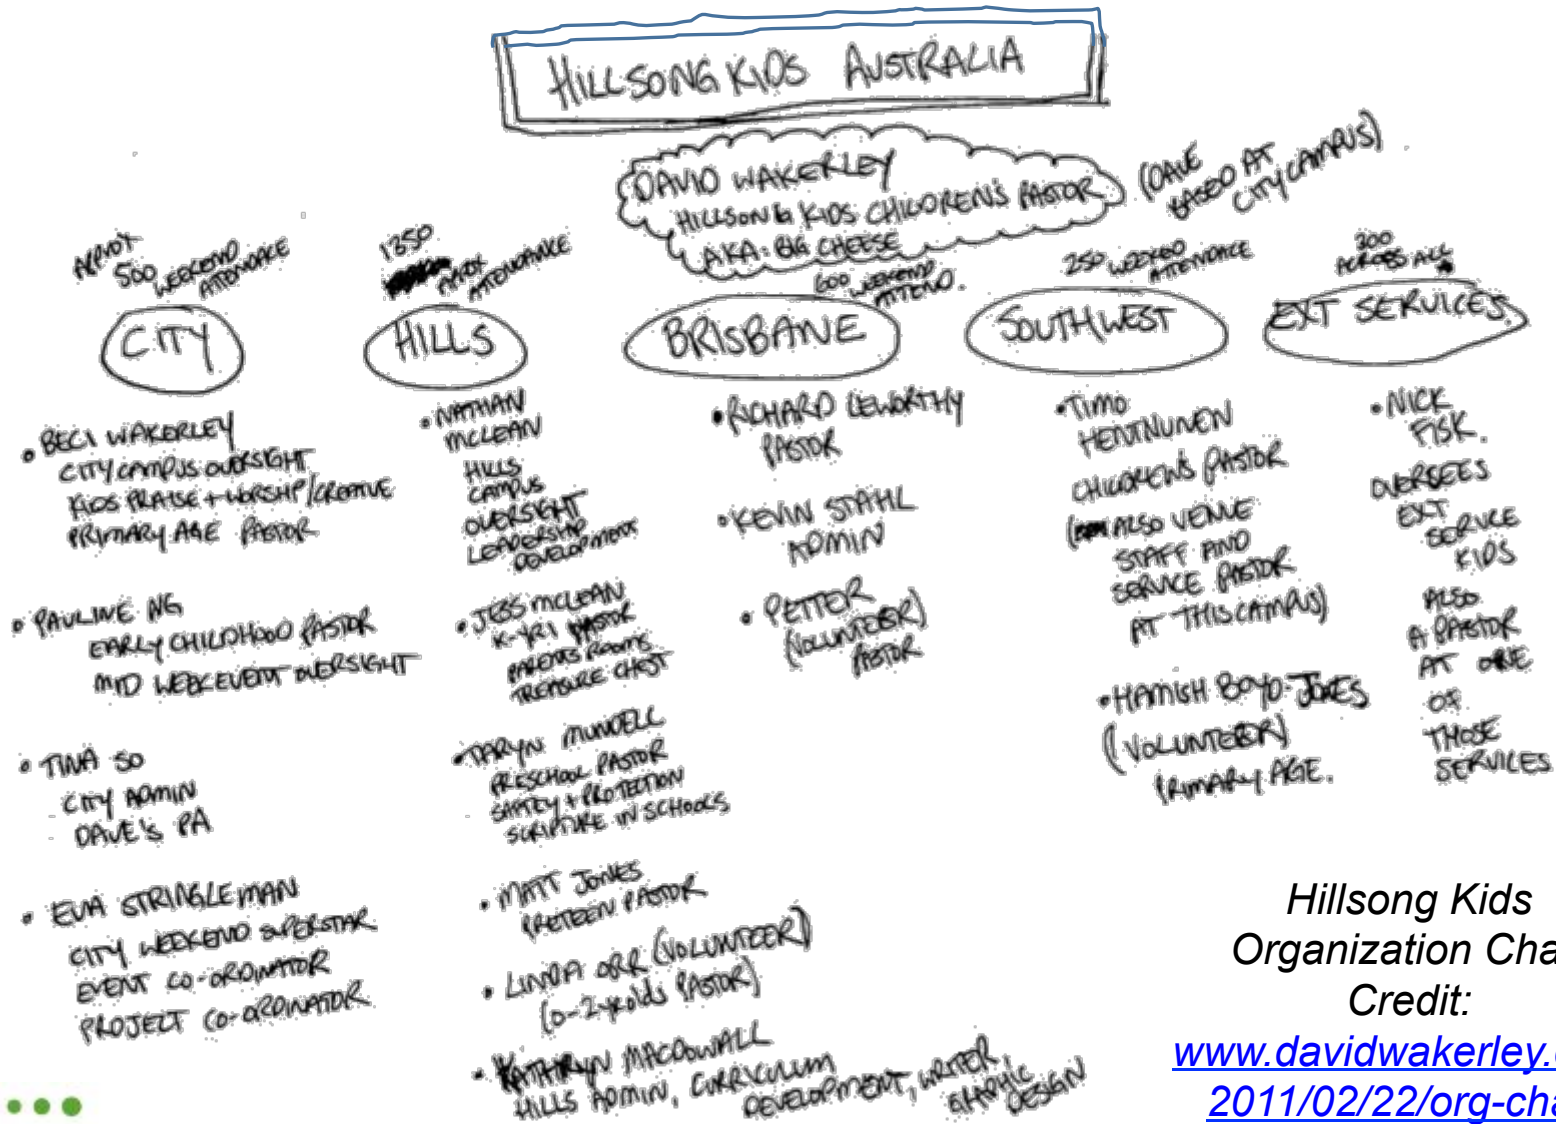 HILLSONG KIDS AUSTRALIA
DAVID WAKERLEY
HILLSONG KIDS CHILDREN'S PASTOR
AKA: BIG CHEESE
(DAVE
BASED AT
CITY CAMPUS)
APPROX
500 WEEKEND
ATTENDANCE
CITY
• BECI WAKERLEY
CITY CAMPUS OVERSIGHT
KIDS PRAISE + WORSHIP/CREATIVE
PRIMARY AGE PASTOR
• PAULINE NG
EARLY CHILDHOOD PASTOR
MID WEEK EVENT OVERSIGHT
• TINA SO
CITY ADMIN
DAVE'S PA
• EVA STRINGLEMAN
CITY WEEKEND SUPERSTAR
EVENT CO-ORDINATOR
PROJECT CO-ORDINATOR
1350
APPROX
ATTENDANCE
HILLS
• NATHAN
MCLEAN
HILLS
CAMPUS
OVERSIGHT
LEADERSHIP
DEVELOPMENT
• JESS MCLEAN
K-YR1 PASTOR
PARENTS ROOMS
TREASURE CHEST
• TARYN MUNDELL
PRESCHOOL PASTOR
SAFTEY + PROTECTION
SCRIPTURE IN SCHOOLS
• MATT JONES
PRETEEN PASTOR
• LINDA ORR (VOLUNTEER)
(0-2 yr olds PASTOR)
• KATHRYN MACDOWALL
HILLS ADMIN, CURRICULUM
DEVELOPMENT, WRITER,
GRAPHIC
DESIGN
600 WEEKEND
ATTEND.
BRISBANE
• RICHARD LEWORTHY
PASTOR
• KEVIN STAHL
ADMIN
• PETTER
(VOLUNTEER)
PASTOR
250 WEEKEND
ATTENDANCE
SOUTHWEST
• TIMO
HENTNUNEN
CHILDREN'S PASTOR
(ALSO VENUE
STAFF AND
SERVICE PASTOR
AT THIS CAMPUS)
• HAMISH BOYD-JONES
(VOLUNTEER)
PRIMARY AGE.
300
ACROSS ALL
EXT SERVICES
• NICK
FISK.
OVERSEES
EXT
SERVICE
KIDS
ALSO
A PASTOR
AT ONE
OF
THOSE
SERVICES
Hillsong Kids
Organization Cha
Credit:
www.davidwakerley.
2011/02/22/org-cha